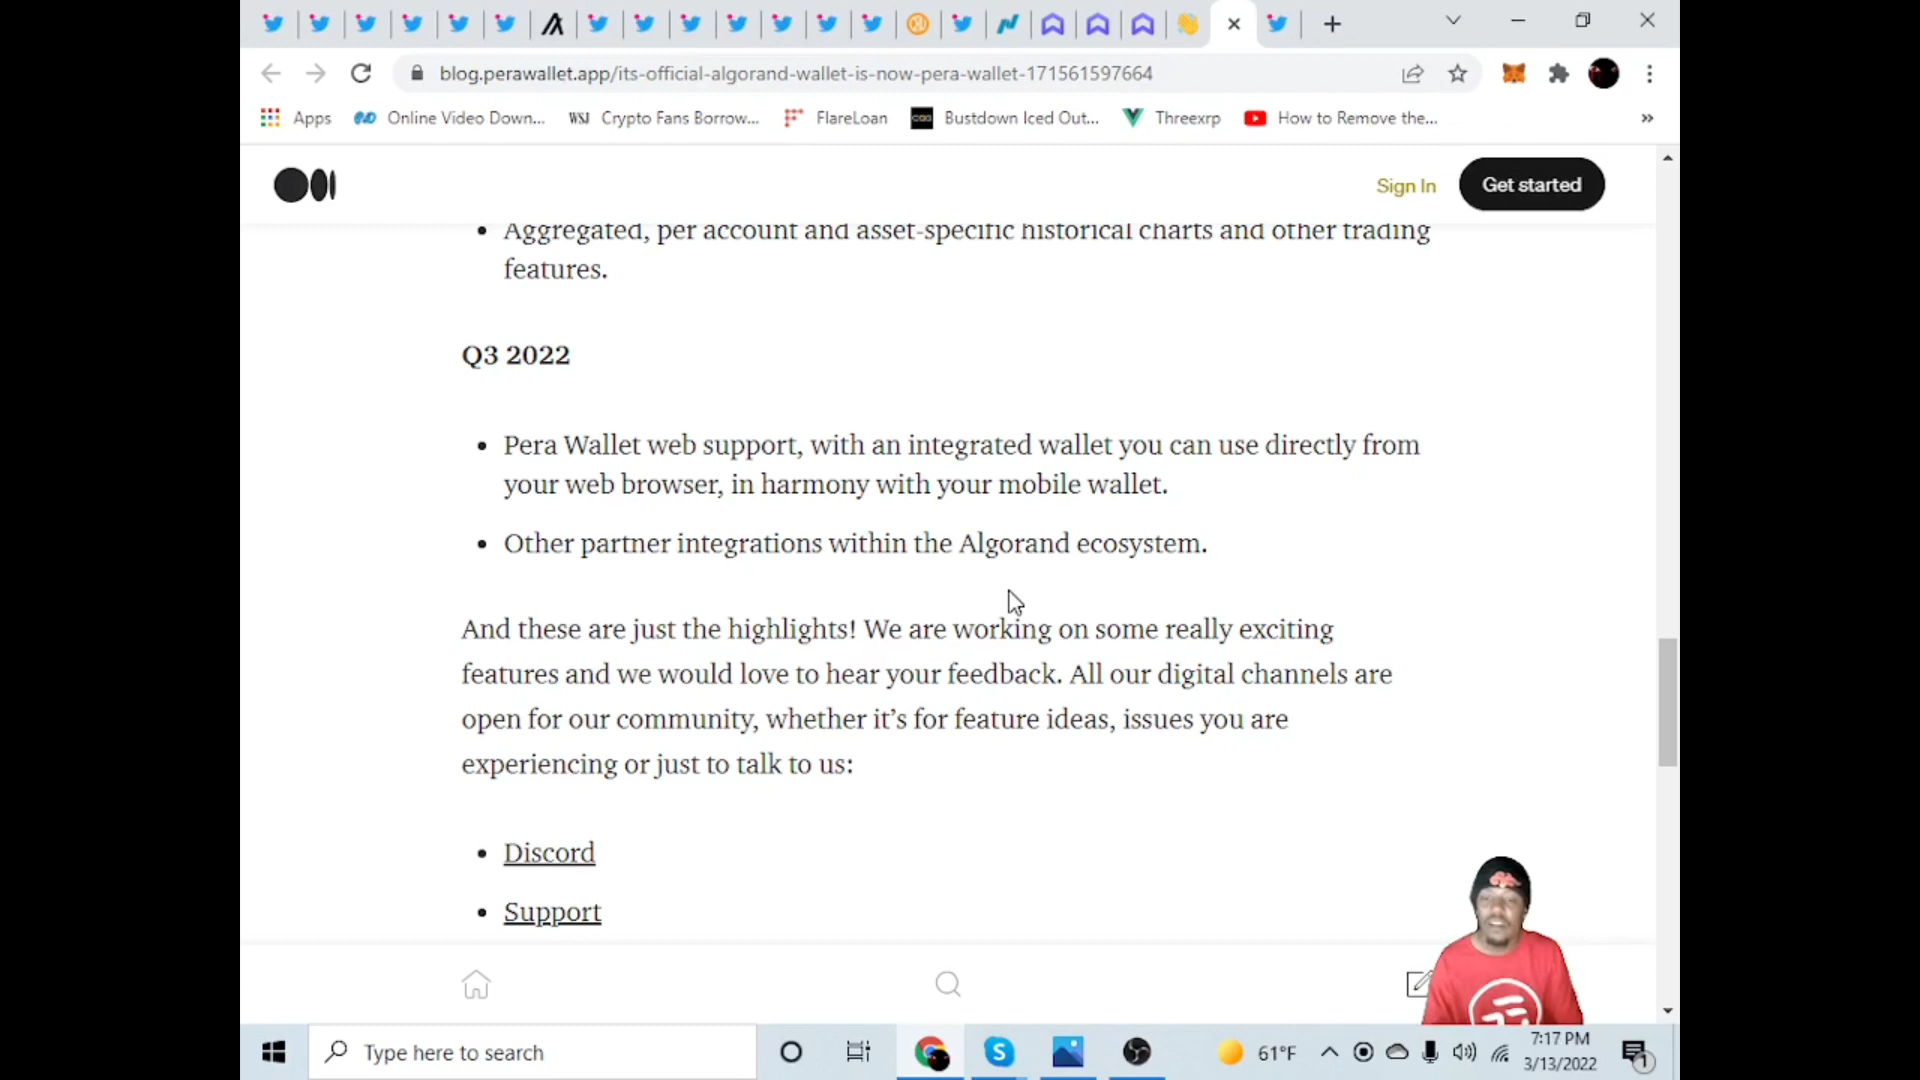 blog.perawallet.app/its-official-algorand-wallet-is-now-pera-wallet-171561597664
Apps
Online Video Down...
WSJ
Crypto Fans Borrow...
FlareLoan
Bustdown Iced Out...
Threexrp
How to Remove the...
»
Sign In
Get started
Aggregated, per account and asset-specific historical charts and other trading
features.
Q3 2022
• Pera Wallet web support, with an integrated wallet you can use directly from
your web browser, in harmony with your mobile wallet.
• Other partner integrations within the Algorand ecosystem.
And these are just the highlights! We are working on some really exciting
features and we would love to hear your feedback. All our digital channels are
open for our community, whether it’s for feature ideas, issues you are
experiencing or just to talk to us:
• Discord
• Support
Type here to search
61°F
7:17 PM
3/13/2022
1